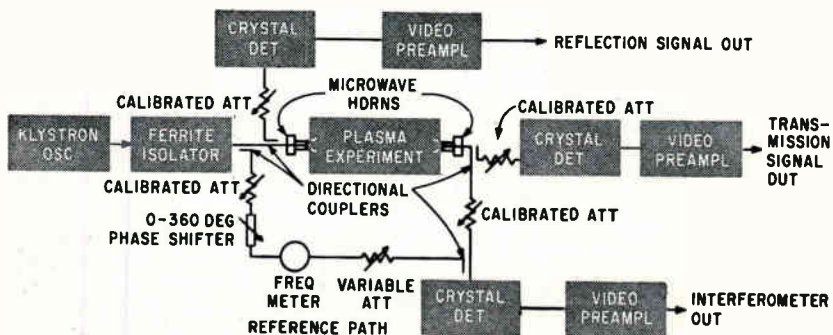 CRYSTAL
DET
VIDEO
PREAMPL
REFLECTION SIGNAL OUT
MICROWAVE
HORNS
CALIBRATED ATT
CALIBRATED ATT
KLYSTRON
OSC
FERRITE
ISOLATOR
PLASMA
EXPERIMENT
CRYSTAL
DET
VIDEO
PREAMPL
TRANS-
MISSION
SIGNAL
OUT
CALIBRATED ATT
DIRECTIONAL
COUPLERS
CALIBRATED ATT
0-360 DEG
PHASE SHIFTER
FREQ
METER
VARIABLE
ATT
REFERENCE PATH
CRYSTAL
DET
VIDEO
PREAMPL
INTERFEROMETER
OUT